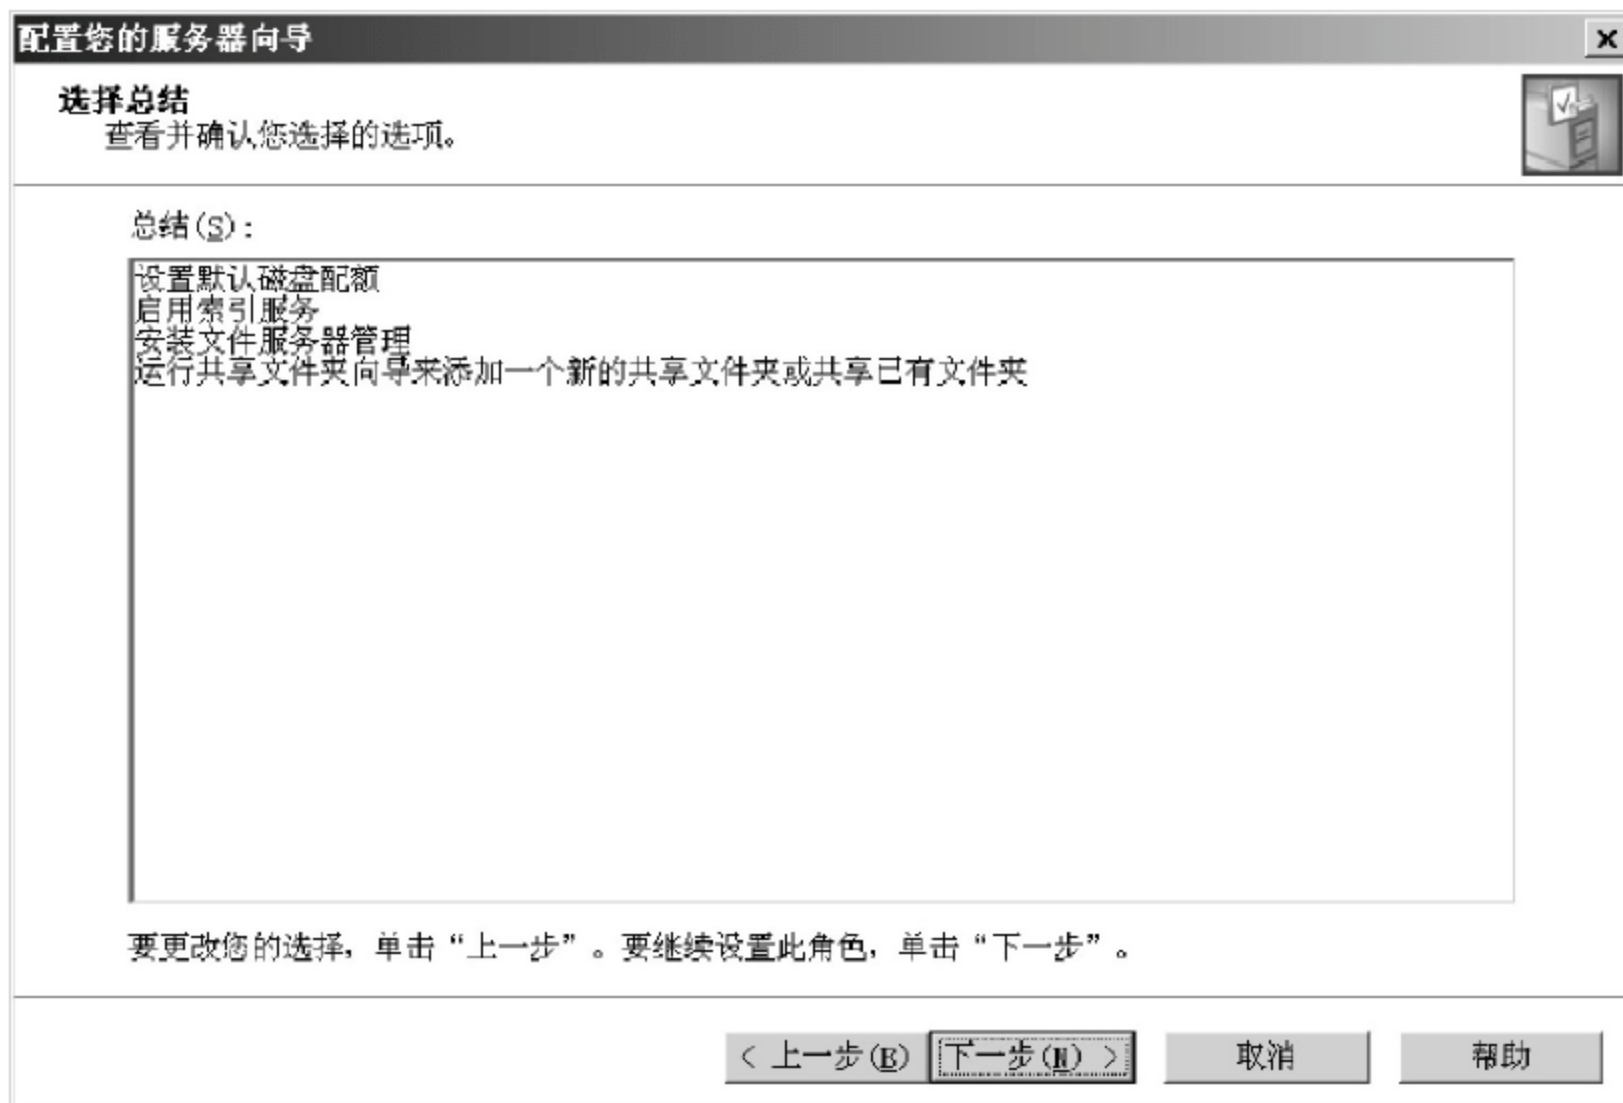 配置您的服务器向导
选择总结
查看并确认您选择的选项。
总结(S):
设置默认磁盘配额
启用索引服务
安装文件服务器管理
运行共享文件夹向导来添加一个新的共享文件夹或共享已有文件夹
要更改您的选择，单击“上一步”。要继续设置此角色，单击“下一步”。
< 上一步(B) 下一步(N) > 取消 帮助